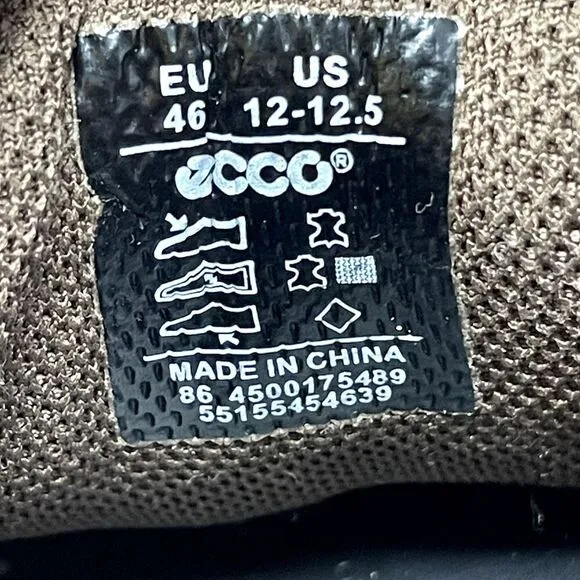 EU US
46 12-12.5
ecco®
MADE IN CHINA
86 4500175489
55155454639